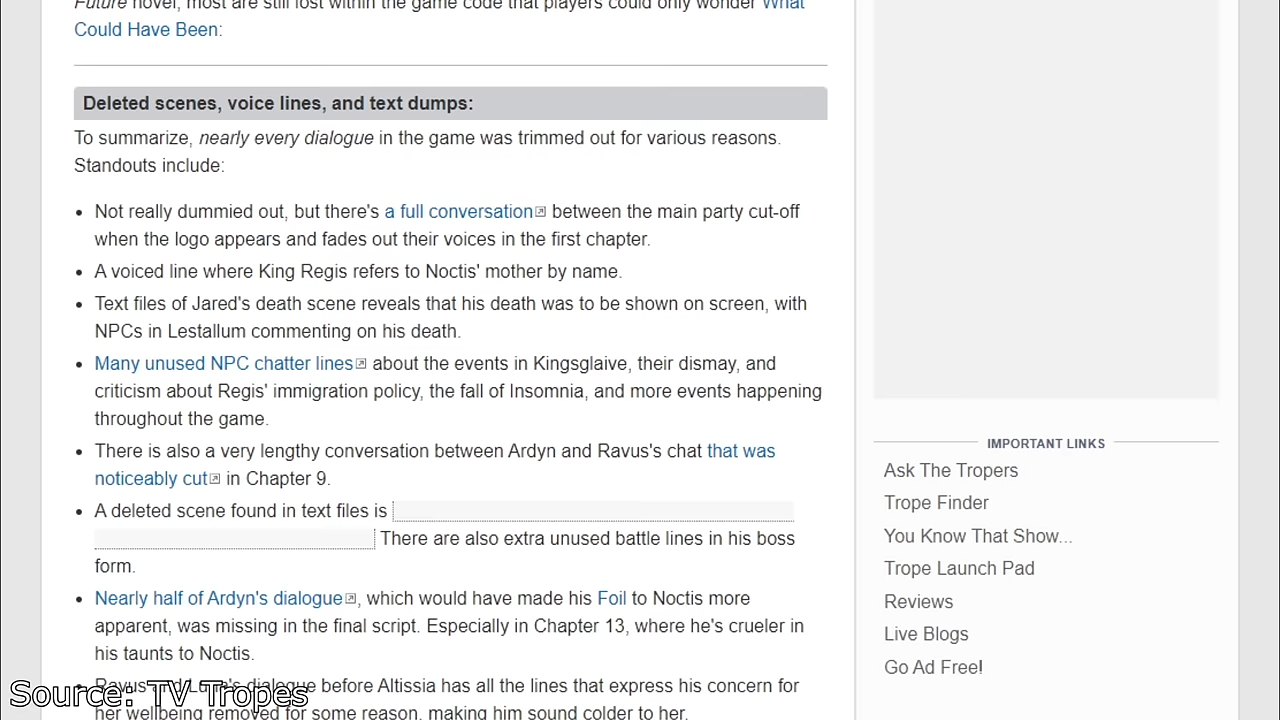 Future novel, most are still lost within the game code that players could only wonder What
Could Have Been:
Deleted scenes, voice lines, and text dumps:
To summarize, nearly every dialogue in the game was trimmed out for various reasons.
Standouts include:
• Not really dummied out, but there's a full conversation between the main party cut-off
when the logo appears and fades out their voices in the first chapter.
• A voiced line where King Regis refers to Noctis' mother by name.
• Text files of Jared's death scene reveals that his death was to be shown on screen, with
NPCs in Lestallum commenting on his death.
• Many unused NPC chatter lines about the events in Kingsglaive, their dismay, and
criticism about Regis' immigration policy, the fall of Insomnia, and more events happening
throughout the game.
• There is also a very lengthy conversation between Ardyn and Ravus's chat that was
noticeably cut in Chapter 9.
• A deleted scene found in text files is
There are also extra unused battle lines in his boss
form.
• Nearly half of Ardyn's dialogue, which would have made his Foil to Noctis more
apparent, was missing in the final script. Especially in Chapter 13, where he's crueler in
his taunts to Noctis.
• Ravus and Luna's dialogue before Altissia has all the lines that express his concern for
her wellbeing removed for some reason, making him sound colder to her.
Source: TV Tropes
IMPORTANT LINKS
Ask The Tropers
Trope Finder
You Know That Show...
Trope Launch Pad
Reviews
Live Blogs
Go Ad Free!